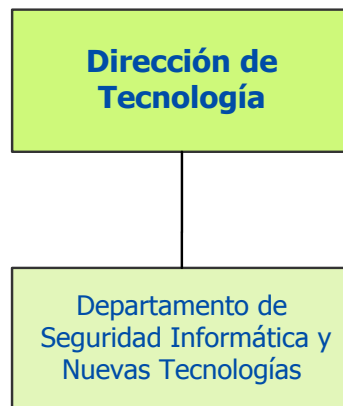 Dirección de
Tecnología
Departamento de
Seguridad Informática y
Nuevas Tecnologías